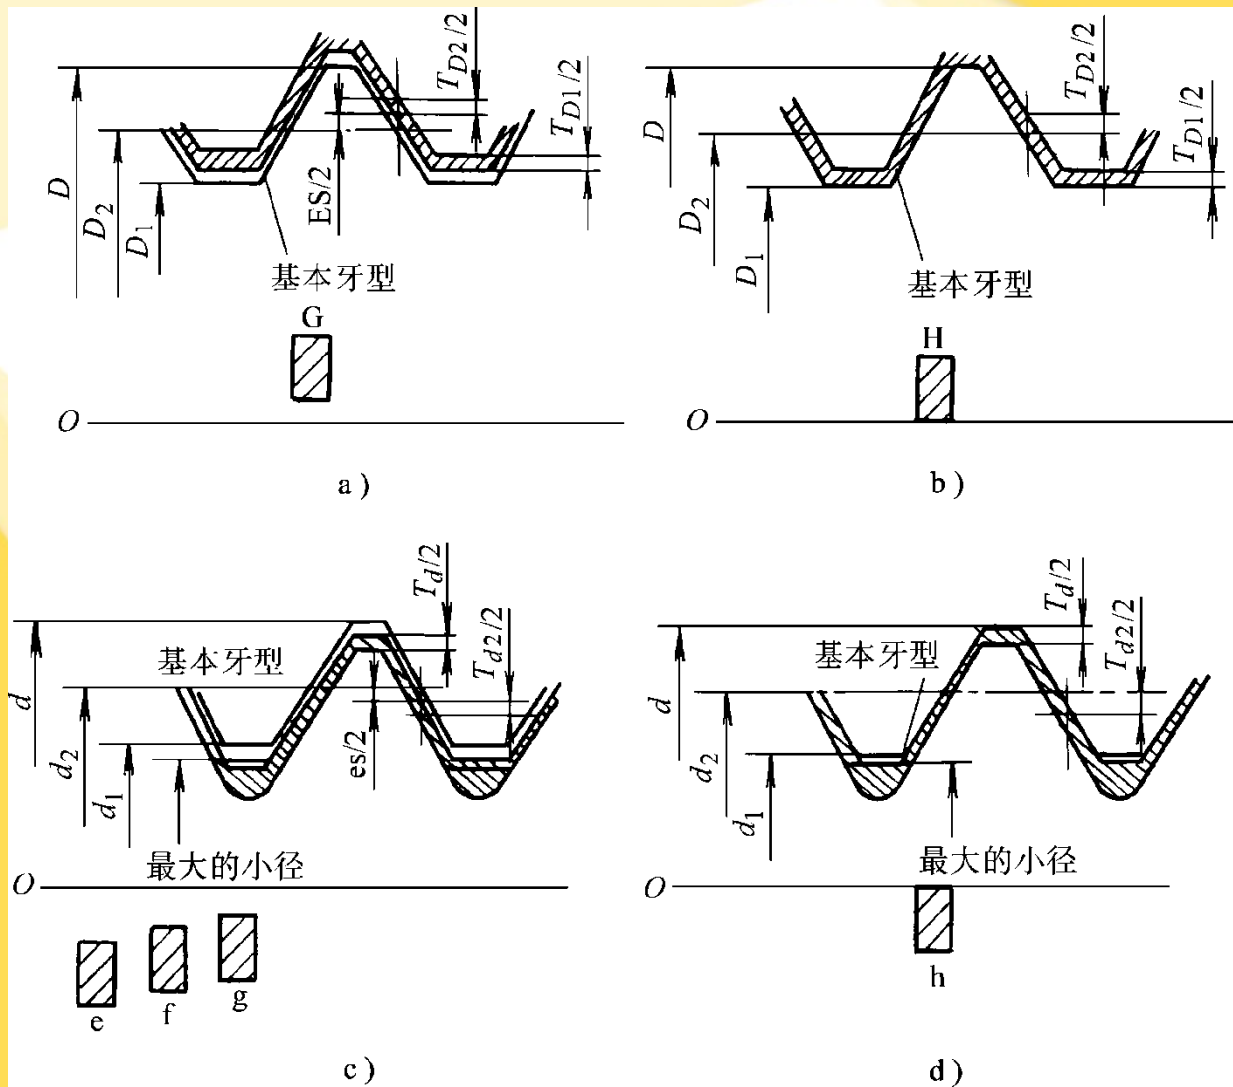 T_{D2}/2
T_{D1}/2
D
D_2
D_1
ES/2
基本牙型
G
O
a )
T_{D2}/2
T_{D1}/2
D
D_2
D_1
基本牙型
H
O
b )
T_d/2
T_{d2}/2
基本牙型
d
d_2
d_1
es/2
最大的小径
O
e
f
g
c )
T_d/2
T_{d2}/2
基本牙型
d
d_2
d_1
最大的小径
O
h
d )